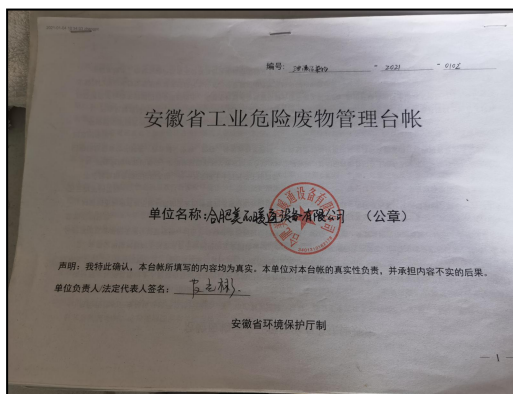 编号: - 2021 - 0101
安徽省工业危险废物管理台帐
单位名称:合肥美的暖通设备有限公司 (公章)
声明:我特此确认,本台帐所填写的内容均为真实。本单位对本台帐的真实性负责,并承担内容不实的后果。
单位负责人/法定代表人签名:
安徽省环境保护厅制
— 1 —